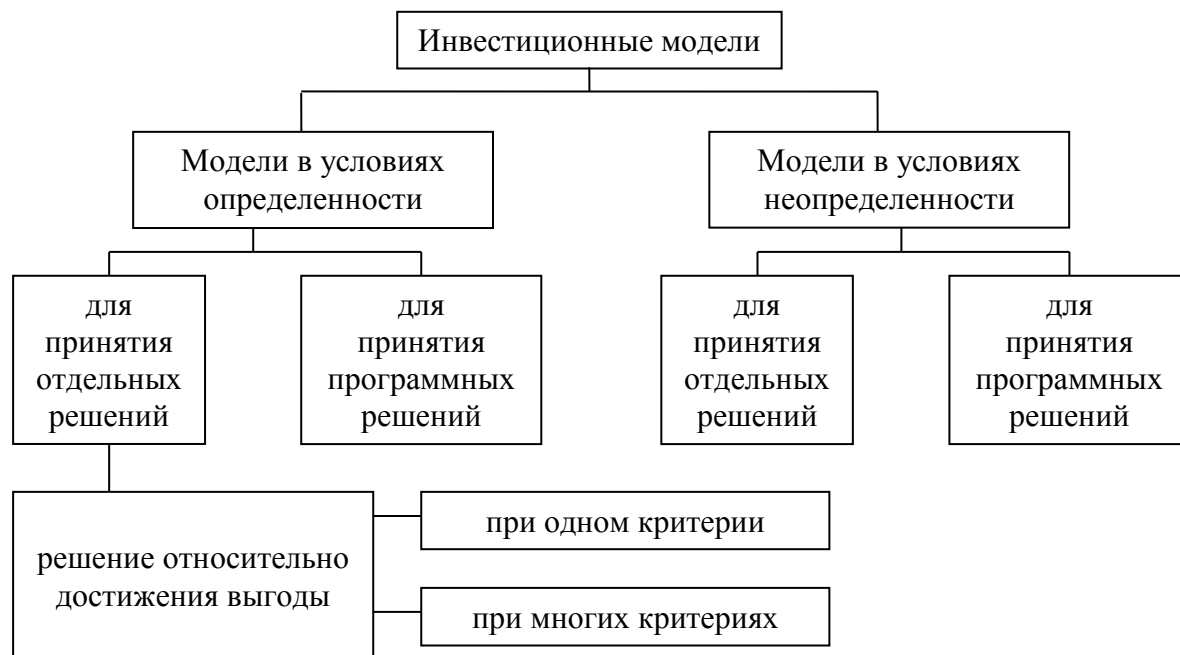 Инвестиционные модели
Модели в условиях
определенности
Модели в условиях
неопределенности
для
принятия
отдельных
решений
для
принятия
программных
решений
для
принятия
отдельных
решений
для
принятия
программных
решений
решение относительно
достижения выгоды
при одном критерии
при многих критериях